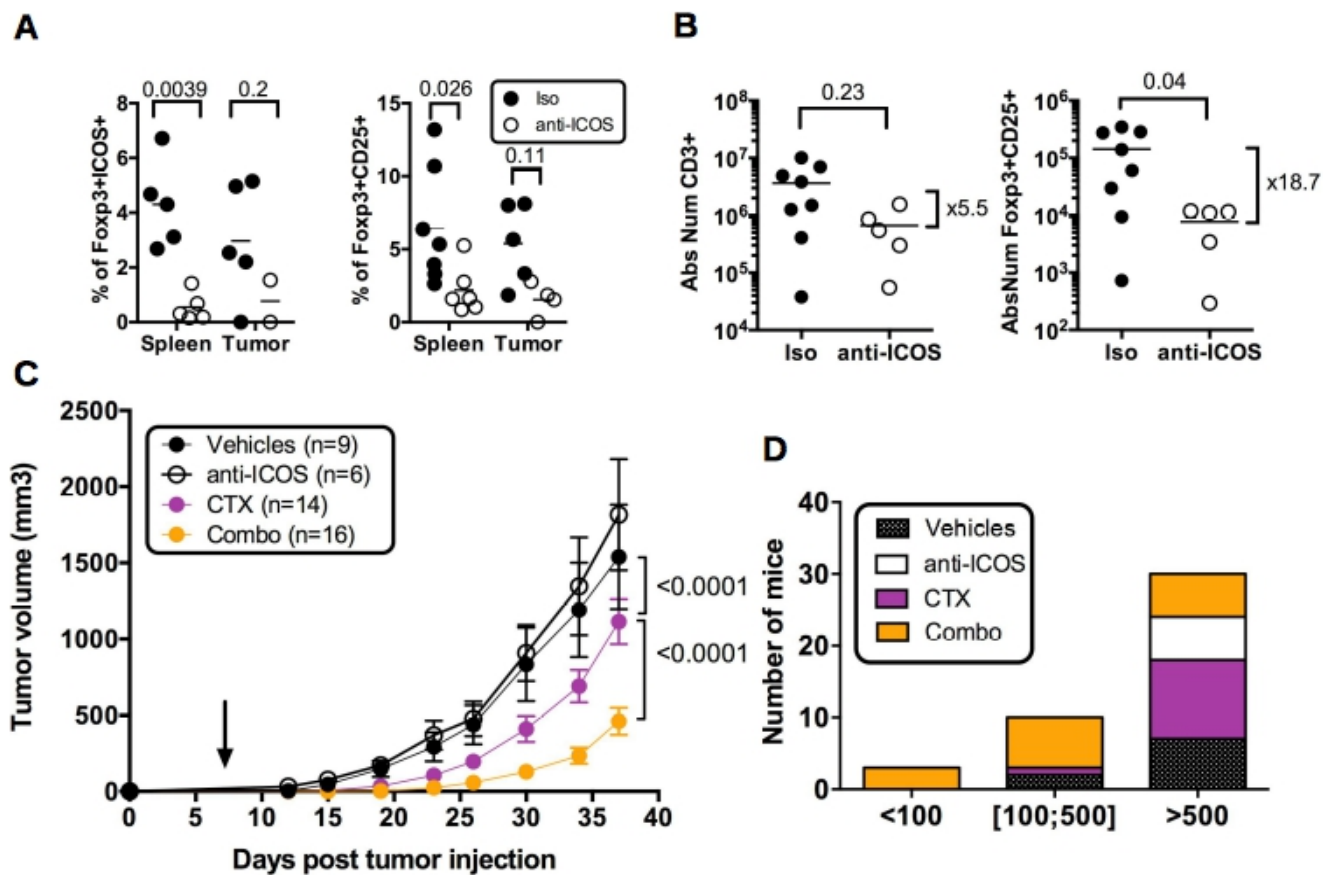 A
0.0039
0.2
8
6
4
2
0
% of Foxp3+ICOS+
Spleen
Tumor
0.026
0.11
Iso
anti-ICOS
15
10
5
0
% of Foxp3+CD25+
Spleen
Tumor
B
0.23
10^8
10^7
10^6
10^5
10^4
Abs Num CD3+
x5.5
Iso
anti-ICOS
0.04
10^6
10^5
10^4
10^3
10^2
AbsNum Foxp3+CD25+
x18.7
Iso
anti-ICOS
C
2500
2000
1500
1000
500
0
Tumor volume (mm3)
Vehicles (n=9)
anti-ICOS (n=6)
CTX (n=14)
Combo (n=16)
<0.0001
<0.0001
0 5 10 15 20 25 30 35 40
Days post tumor injection
D
40
30
20
10
0
Number of mice
Vehicles
anti-ICOS
CTX
Combo
<100
[100;500]
>500